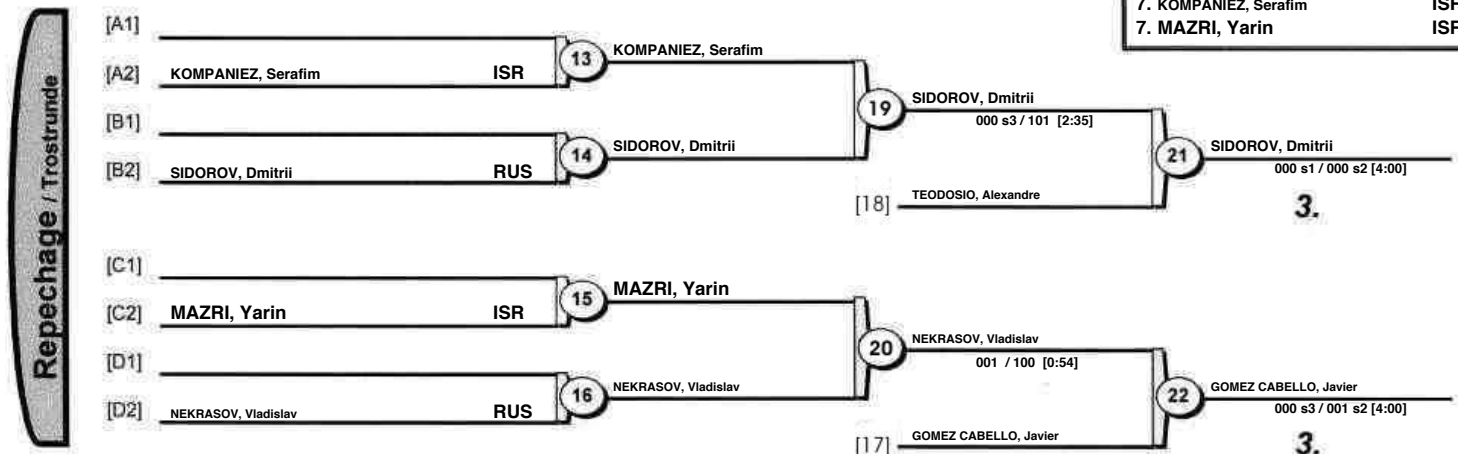 7. KOMPANIEZ, Serafim
7. MAZRI, Yarin
Repechage / Trostrunde
[A1]
[A2] KOMPANIEZ, Serafim ISR
13 KOMPANIEZ, Serafim
[B1]
[B2] SIDOROV, Dmitrii RUS
14 SIDOROV, Dmitrii
19 SIDOROV, Dmitrii
000 s3 / 101 [2:35]
[18] TEODOSIO, Alexandre
21 SIDOROV, Dmitrii
000 s1 / 000 s2 [4:00]
3.
[C1]
[C2] MAZRI, Yarin ISR
15 MAZRI, Yarin
[D1]
[D2] NEKRASOV, Vladislav RUS
16 NEKRASOV, Vladislav
20 NEKRASOV, Vladislav
001 / 100 [0:54]
[17] GOMEZ CABELLO, Javier
22 GOMEZ CABELLO, Javier
000 s3 / 001 s2 [4:00]
3.